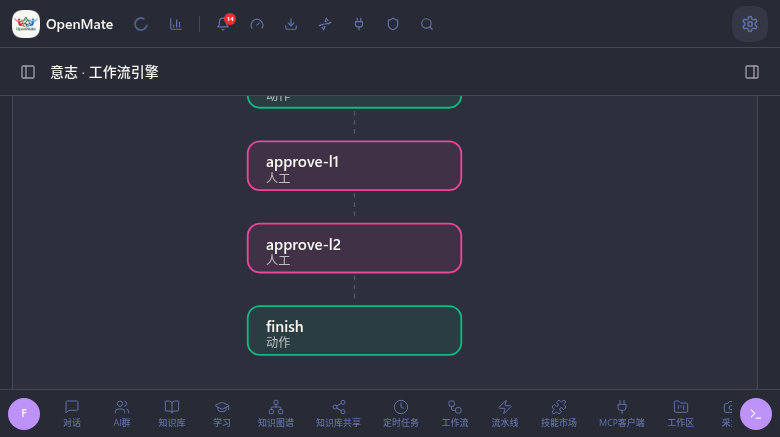 OpenMate
14
意志 · 工作流引擎
动作
approve-l1
人工
approve-l2
人工
finish
动作
F
对话
AI群
知识库
学习
知识图谱
知识库共享
定时任务
工作流
流水线
技能市场
MCP客户端
工作区
采